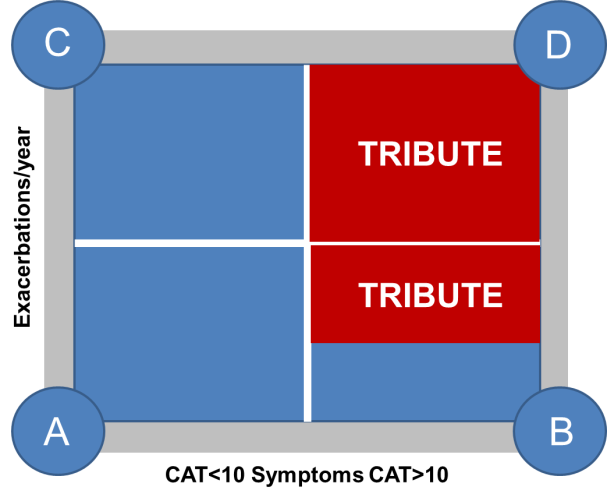 C
D
TRIBUTE
Exacerbations/year
TRIBUTE
A
B
CAT<10 Symptoms CAT>10